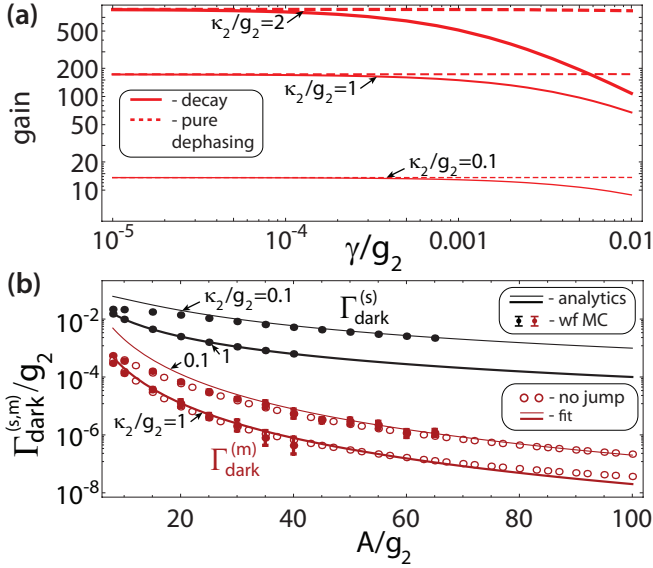 (a)
gain
500
200
100
50
20
10
κ₂/g₂=2
κ₂/g₂=1
κ₂/g₂=0.1
- decay
- pure
dephasing
10⁻⁵
10⁻⁴
0.001
0.01
γ/g₂
(b)
Γ_dark^(s,m)/g₂
10⁻²
10⁻⁴
10⁻⁶
10⁻⁸
κ₂/g₂=0.1
Γ_dark^(s)
- analytics
- wf MC
1
0.1
- no jump
- fit
κ₂/g₂=1
Γ_dark^(m)
20
40
60
80
100
A/g₂